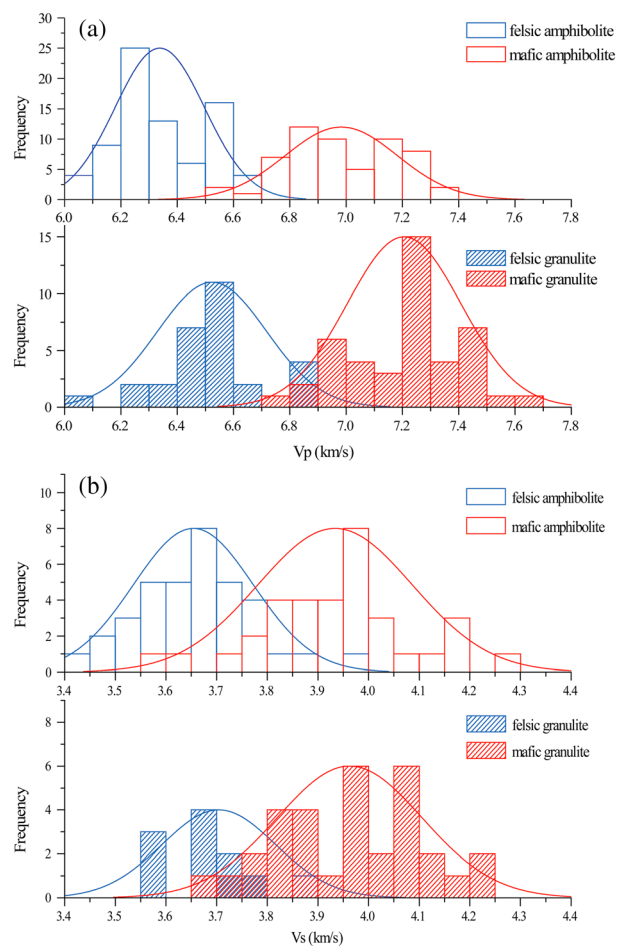 (a)
30
25
20
15
10
5
0
Frequency
felsic amphibolite
mafic amphibolite
6.0 6.2 6.4 6.6 6.8 7.0 7.2 7.4 7.6 7.8
15
10
5
0
Frequency
felsic granulite
mafic granulite
6.0 6.2 6.4 6.6 6.8 7.0 7.2 7.4 7.6 7.8
Vp (km/s)
(b)
10
8
6
4
2
0
Frequency
felsic amphibolite
mafic amphibolite
3.4 3.5 3.6 3.7 3.8 3.9 4.0 4.1 4.2 4.3 4.4
8
6
4
2
0
Frequency
felsic granulite
mafic granulite
3.4 3.5 3.6 3.7 3.8 3.9 4.0 4.1 4.2 4.3 4.4
Vs (km/s)